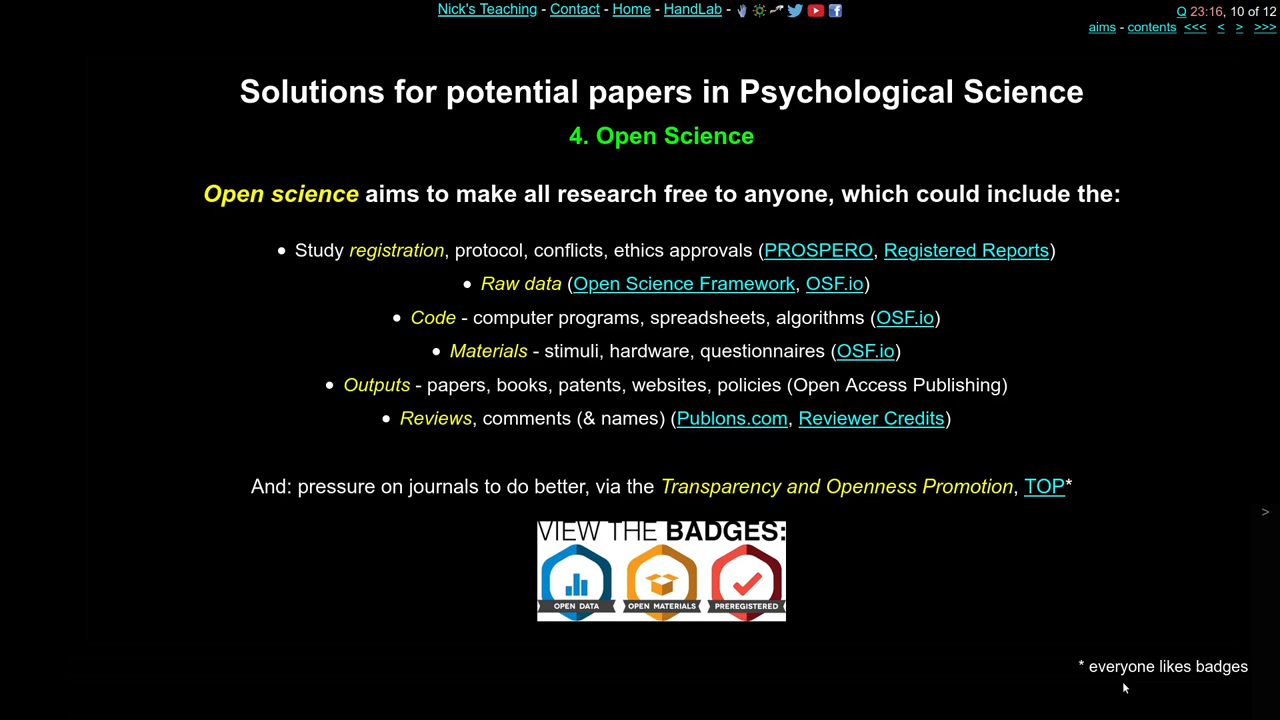 Nick's Teaching - Contact - Home - HandLab -
Q 23:16, 10 of 12
aims - contents <<< < > >>>
Solutions for potential papers in Psychological Science
4. Open Science
Open science aims to make all research free to anyone, which could include the:
• Study registration, protocol, conflicts, ethics approvals (PROSPERO, Registered Reports)
• Raw data (Open Science Framework, OSF.io)
• Code - computer programs, spreadsheets, algorithms (OSF.io)
• Materials - stimuli, hardware, questionnaires (OSF.io)
• Outputs - papers, books, patents, websites, policies (Open Access Publishing)
• Reviews, comments (& names) (Publons.com, Reviewer Credits)
And: pressure on journals to do better, via the Transparency and Openness Promotion, TOP*
>
VIEW THE BADGES:
OPEN DATA OPEN MATERIALS PREREGISTERED
* everyone likes badges